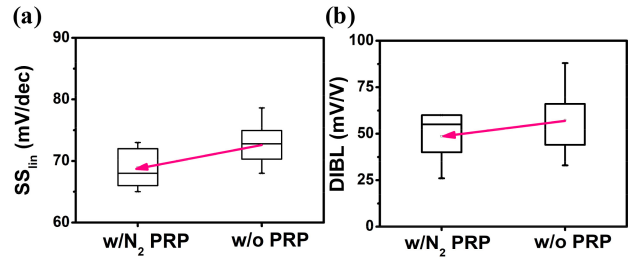 (a)
90
80
70
60
SS_lin (mV/dec)
w/N₂ PRP
w/o PRP
(b)
100
75
50
25
0
DIBL (mV/V)
w/N₂ PRP
w/o PRP